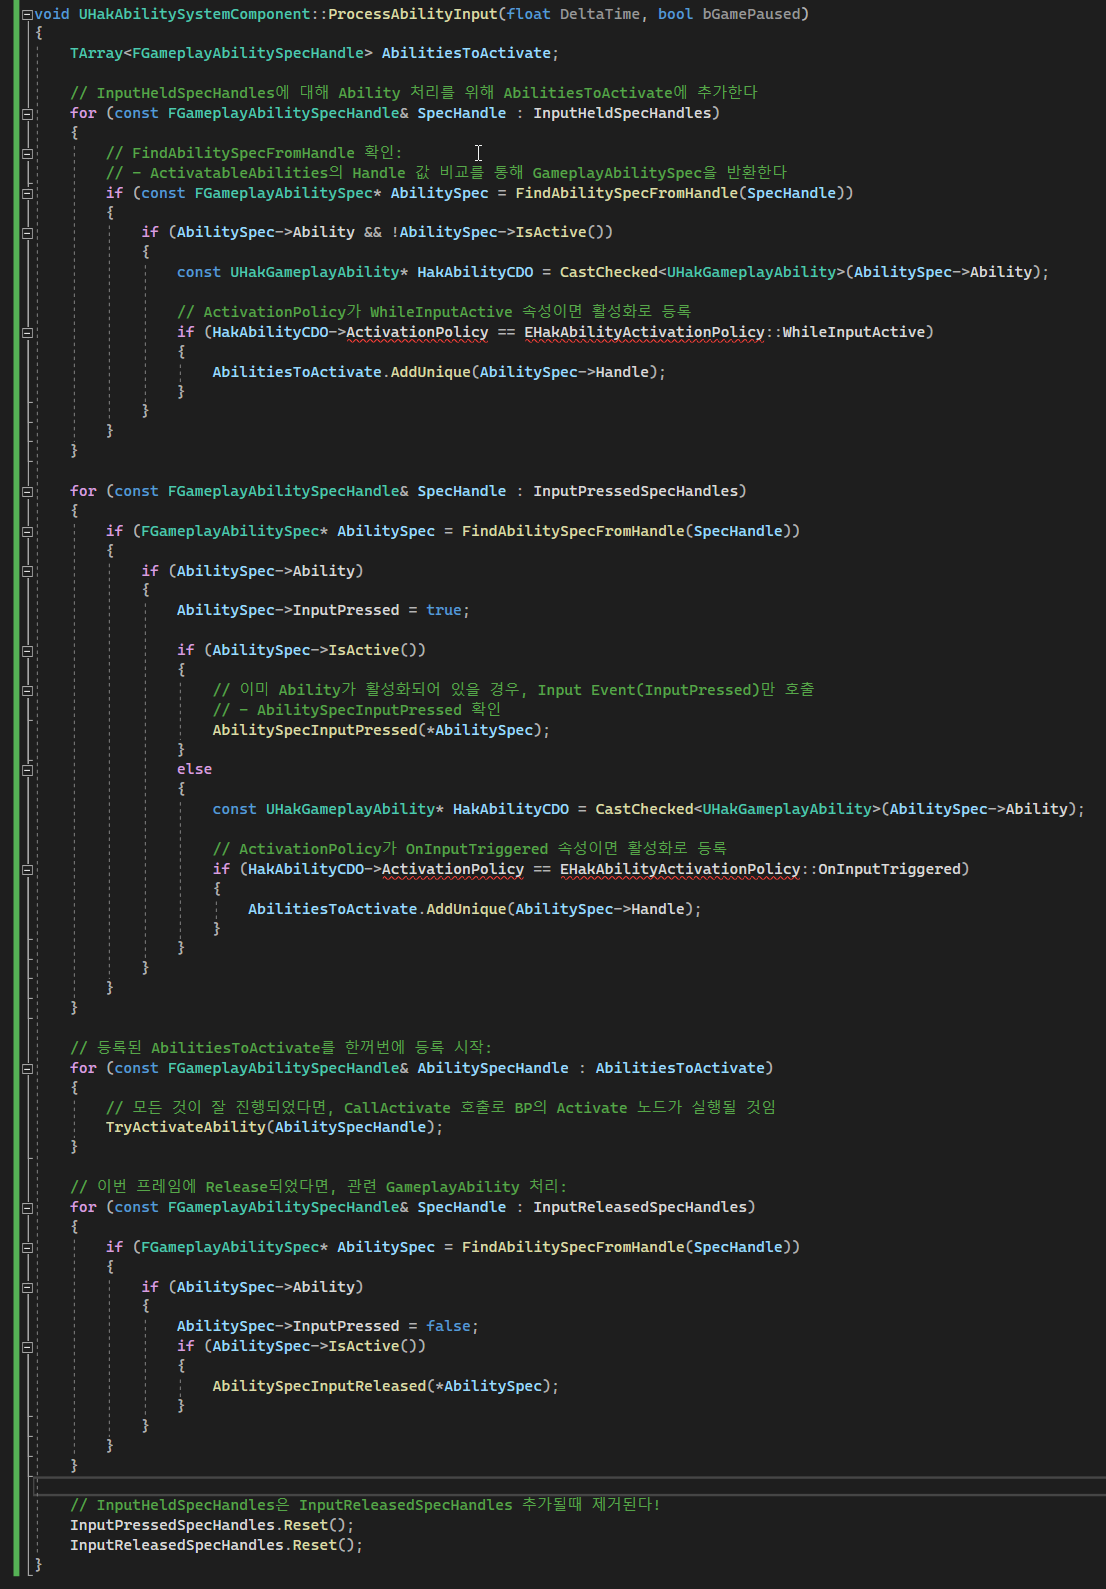 void UHakAbilitySystemComponent::ProcessAbilityInput(float DeltaTime, bool bGamePaused)
{
    TArray<FGameplayAbilitySpecHandle> AbilitiesToActivate;

    // InputHeldSpecHandles에 대해 Ability 처리를 위해 AbilitiesToActivate에 추가한다
    for (const FGameplayAbilitySpecHandle& SpecHandle : InputHeldSpecHandles)
    {
        // FindAbilitySpecFromHandle 확인:
        // - ActivatableAbilities의 Handle 값 비교를 통해 GameplayAbilitySpec을 반환한다
        if (const FGameplayAbilitySpec* AbilitySpec = FindAbilitySpecFromHandle(SpecHandle))
        {
            if (AbilitySpec->Ability && !AbilitySpec->IsActive())
            {
                const UHakGameplayAbility* HakAbilityCDO = CastChecked<UHakGameplayAbility>(AbilitySpec->Ability);

                // ActivationPolicy가 WhileInputActive 속성이면 활성화로 등록
                if (HakAbilityCDO->ActivationPolicy == EHakAbilityActivationPolicy::WhileInputActive)
                {
                    AbilitiesToActivate.AddUnique(AbilitySpec->Handle);
                }
            }
        }
    }

    for (const FGameplayAbilitySpecHandle& SpecHandle : InputPressedSpecHandles)
    {
        if (FGameplayAbilitySpec* AbilitySpec = FindAbilitySpecFromHandle(SpecHandle))
        {
            if (AbilitySpec->Ability)
            {
                AbilitySpec->InputPressed = true;

                if (AbilitySpec->IsActive())
                {
                    // 이미 Ability가 활성화되어 있을 경우, Input Event(InputPressed)만 호출
                    // - AbilitySpecInputPressed 확인
                    AbilitySpecInputPressed(*AbilitySpec);
                }
                else
                {
                    const UHakGameplayAbility* HakAbilityCDO = CastChecked<UHakGameplayAbility>(AbilitySpec->Ability);

                    // ActivationPolicy가 OnInputTriggered 속성이면 활성화로 등록
                    if (HakAbilityCDO->ActivationPolicy == EHakAbilityActivationPolicy::OnInputTriggered)
                    {
                        AbilitiesToActivate.AddUnique(AbilitySpec->Handle);
                    }
                }
            }
        }
    }

    // 등록된 AbilitiesToActivate를 한꺼번에 등록 시작:
    for (const FGameplayAbilitySpecHandle& AbilitySpecHandle : AbilitiesToActivate)
    {
        // 모든 것이 잘 진행되었다면, CallActivate 호출로 BP의 Activate 노드가 실행될 것임
        TryActivateAbility(AbilitySpecHandle);
    }

    // 이번 프레임에 Release되었다면, 관련 GameplayAbility 처리:
    for (const FGameplayAbilitySpecHandle& SpecHandle : InputReleasedSpecHandles)
    {
        if (FGameplayAbilitySpec* AbilitySpec = FindAbilitySpecFromHandle(SpecHandle))
        {
            if (AbilitySpec->Ability)
            {
                AbilitySpec->InputPressed = false;
                if (AbilitySpec->IsActive())
                {
                    AbilitySpecInputReleased(*AbilitySpec);
                }
            }
        }
    }

    // InputHeldSpecHandles은 InputReleasedSpecHandles 추가될때 제거된다!
    InputPressedSpecHandles.Reset();
    InputReleasedSpecHandles.Reset();
}